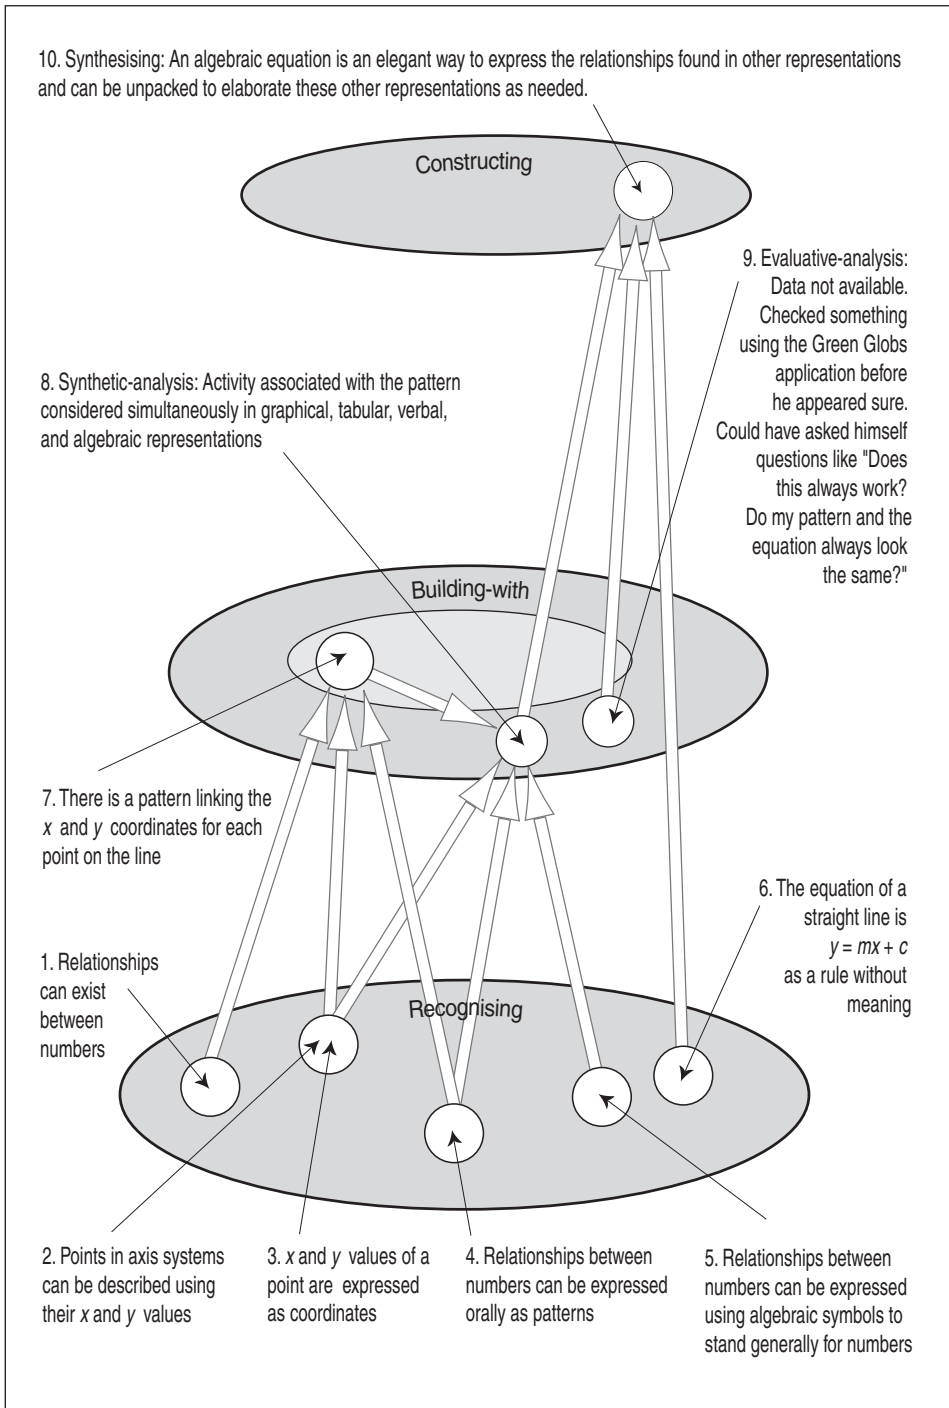 10. Synthesising: An algebraic equation is an elegant way to express the relationships found in other representations
and can be unpacked to elaborate these other representations as needed.
Constructing
9. Evaluative-analysis:
Data not available.
Checked something
using the Green Globs
application before
he appeared sure.
Could have asked himself
questions like "Does
this always work?
Do my pattern and the
equation always look
the same?"
8. Synthetic-analysis: Activity associated with the pattern
considered simultaneously in graphical, tabular, verbal,
and algebraic representations
Building-with
7. There is a pattern linking the
x and y coordinates for each
point on the line
6. The equation of a
straight line is
y = mx + c
as a rule without
meaning
1. Relationships
can exist
between
numbers
Recognising
2. Points in axis systems
can be described using
their x and y values
3. x and y values of a
point are expressed
as coordinates
4. Relationships between
numbers can be expressed
orally as patterns
5. Relationships between
numbers can be expressed
using algebraic symbols to
stand generally for numbers